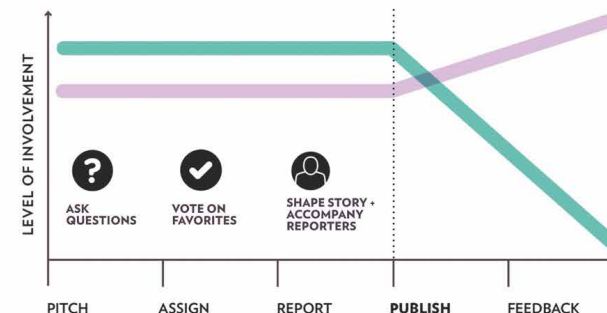 LEVEL OF INVOLVEMENT
?
ASK
QUESTIONS
VOTE ON
FAVORITES
SHAPE STORY +
ACCOMPANY
REPORTERS
PITCH
ASSIGN
REPORT
PUBLISH
FEEDBACK